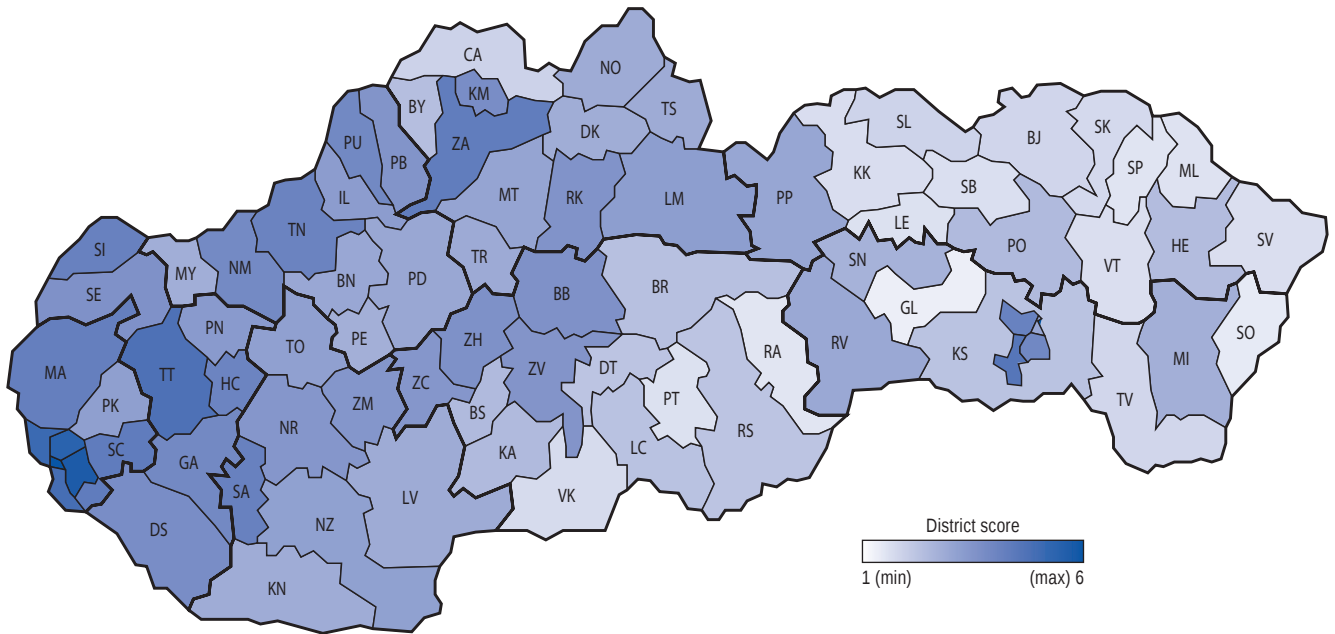 CA
NO
KM
BY
TS
DK
PU
ZA
PB
SL
SK
BJ
SP
ML
KK
SB
IL
MT
RK
LM
PP
LE
TN
PO
HE
SV
SI
MY
NM
BN
PD
TR
SN
VT
SE
BB
BR
GL
PN
PE
ZH
RA
RV
KS
SO
MA
TT
HC
TO
ZC
ZV
DT
MI
PK
ZM
BS
PT
TV
NR
RS
SC
GA
KA
LC
SA
LV
VK
DS
NZ
KN
District score
1 (min)
(max) 6